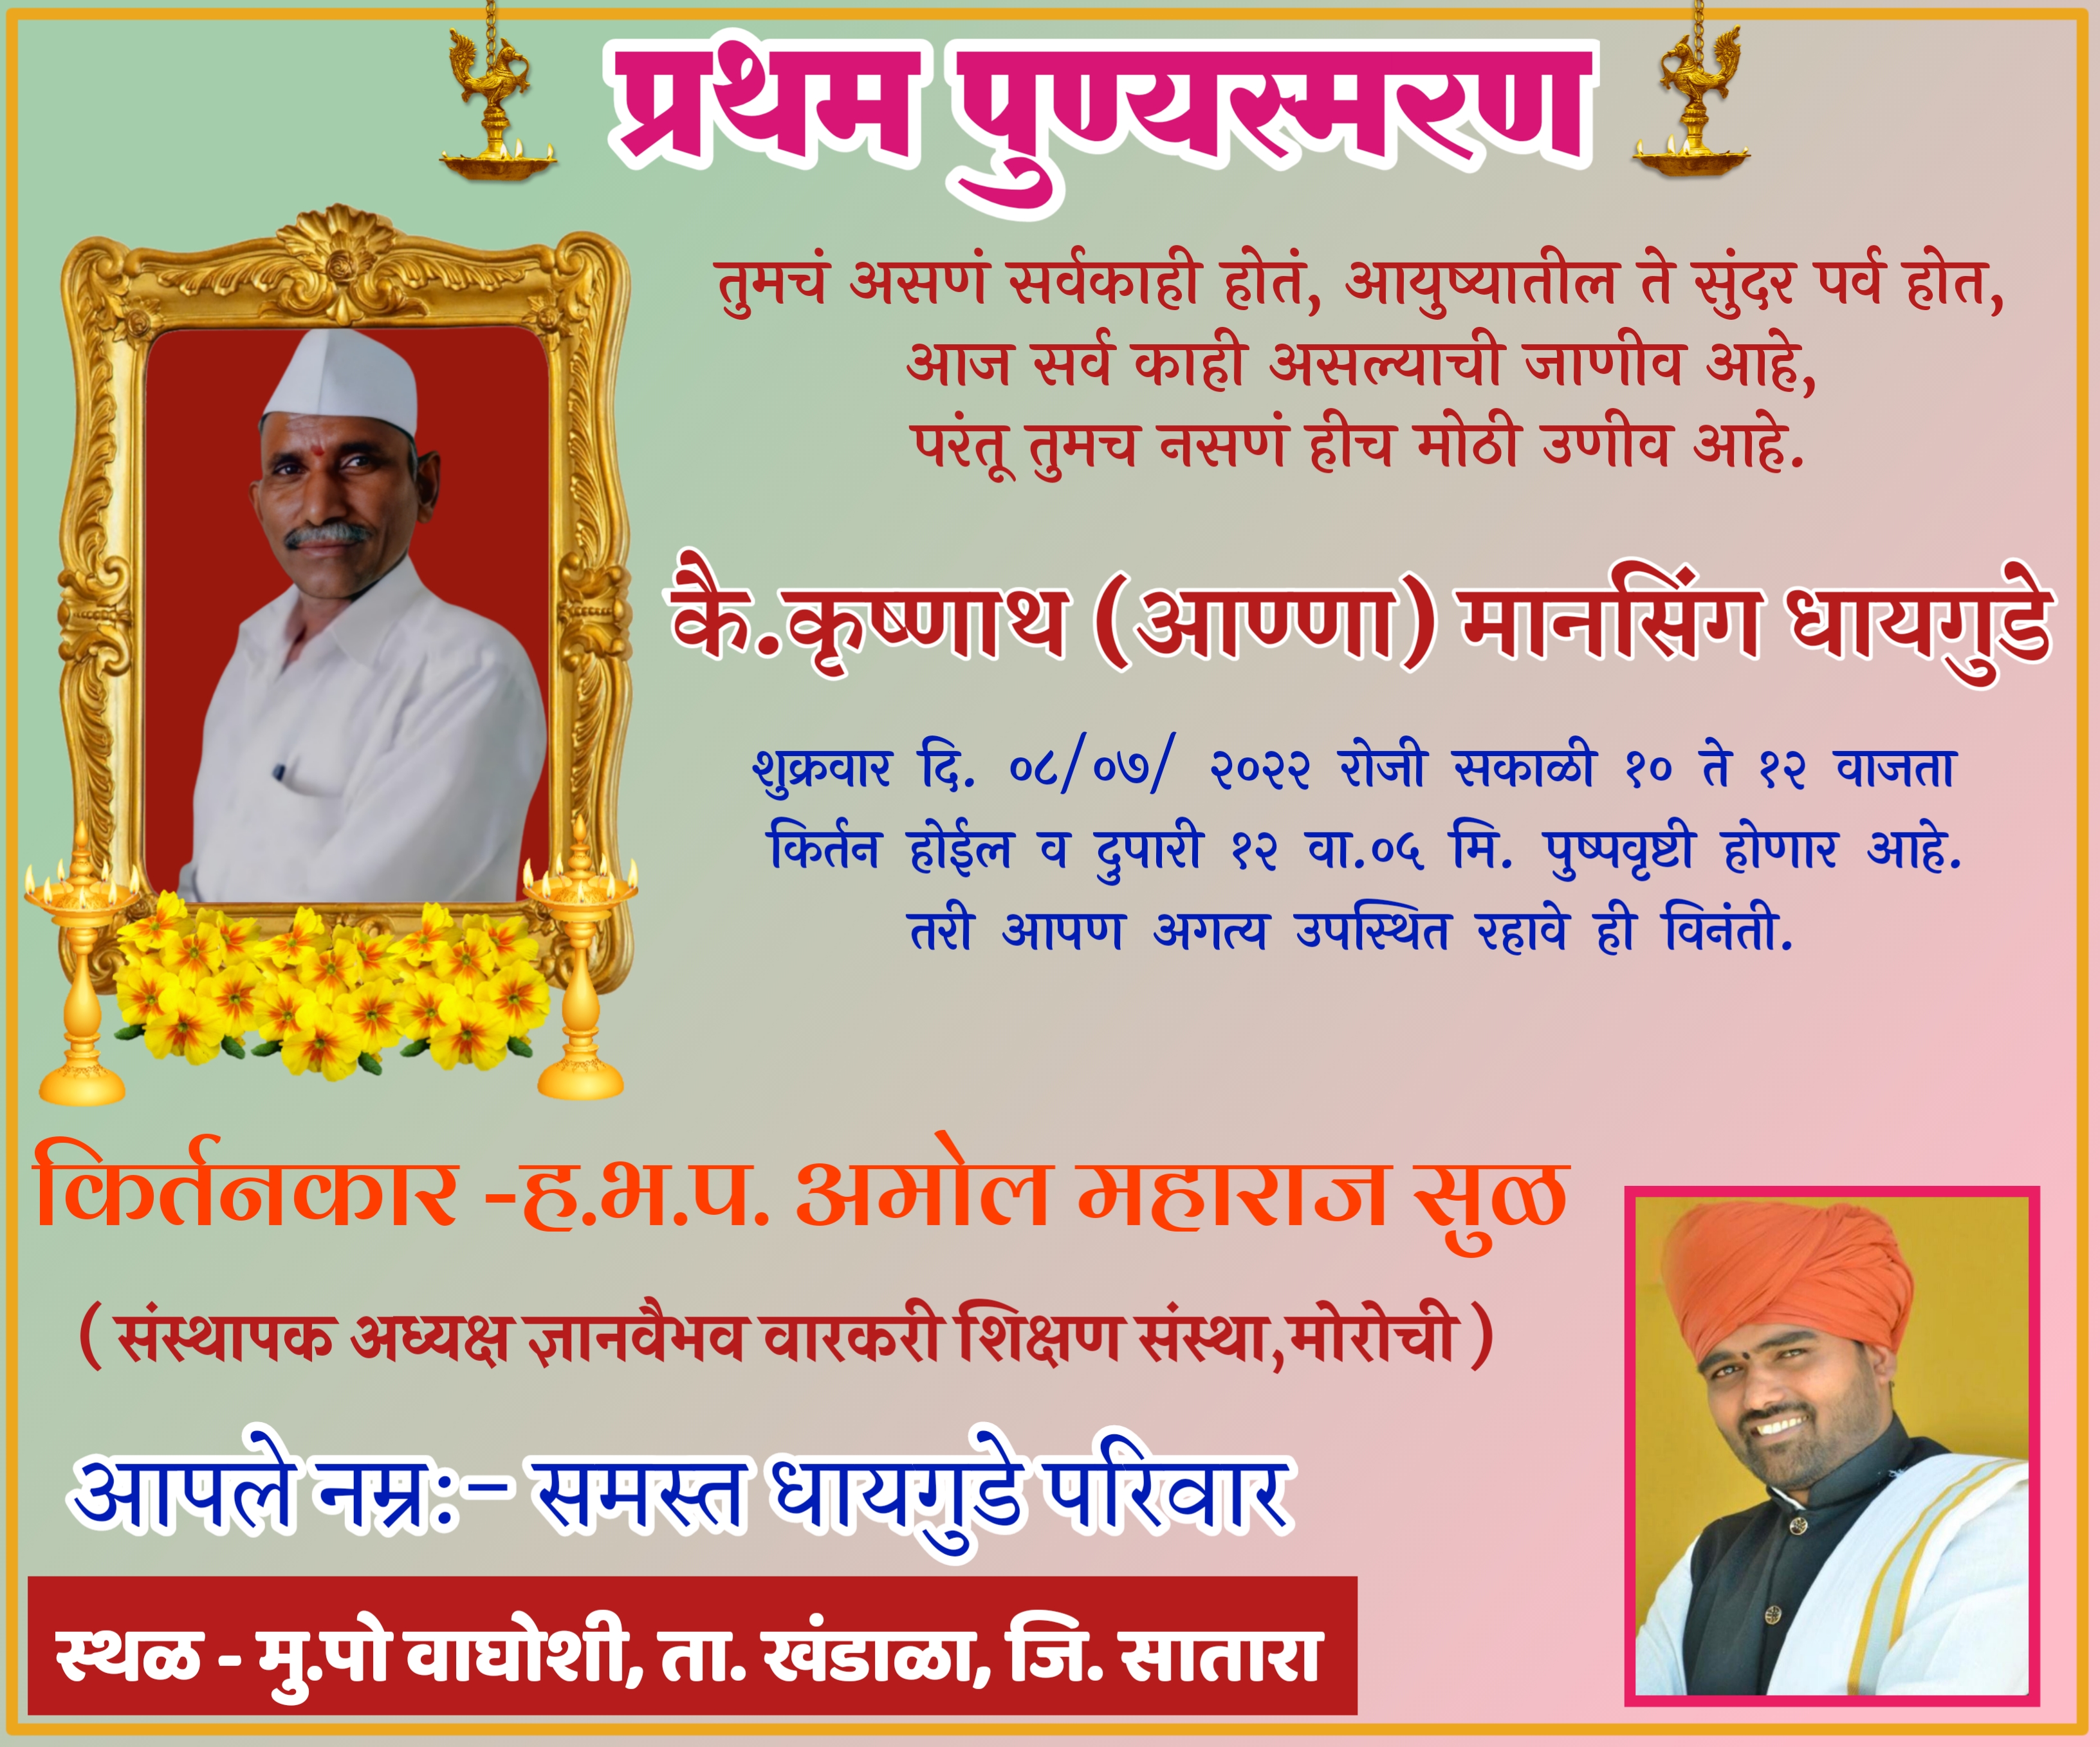 प्रथम पुण्यस्मरण
तुमचं असणं सर्वकाही होतं, आयुष्यातील ते सुंदर पर्व होत,
आज सर्व काही असल्याची जाणीव आहे,
परंतू तुमच नसणं हीच मोठी उणीव आहे.
कै.कृष्णाथ (आण्णा) मानसिंग धायगुडे
शुक्रवार दि. ०८/०७/ २०२२ रोजी सकाळी १० ते १२ वाजता
किर्तन होईल व दुपारी १२ वा.०५ मि. पुष्पवृष्टी होणार आहे.
तरी आपण अगत्य उपस्थित रहावे ही विनंती.
किर्तनकार -ह.भ.प. अमोल महाराज सुळ
( संस्थापक अध्यक्ष ज्ञानवैभव वारकरी शिक्षण संस्था,मोरोची )
आपले नम्र:- समस्त धायगुडे परिवार
स्थळ - मु.पो वाघोशी, ता. खंडाळा, जि. सातारा